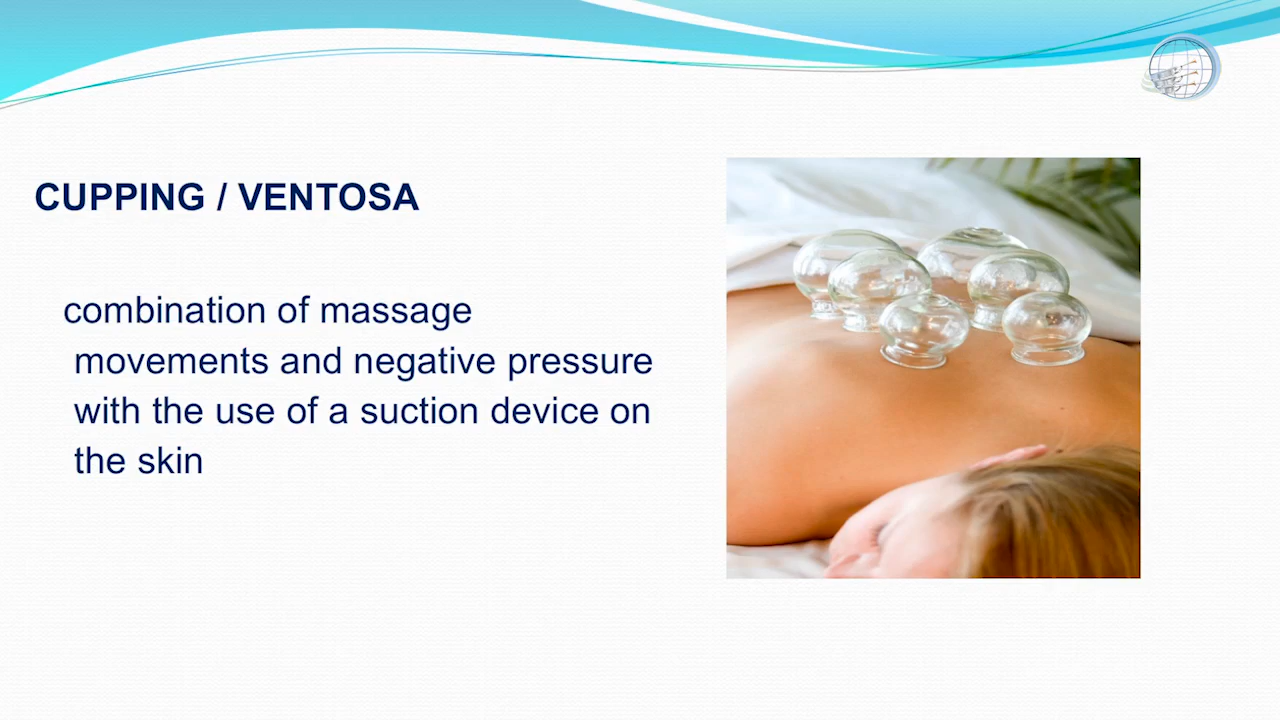 CUPPING / VENTOSA
combination of massage
movements and negative pressure
with the use of a suction device on
the skin